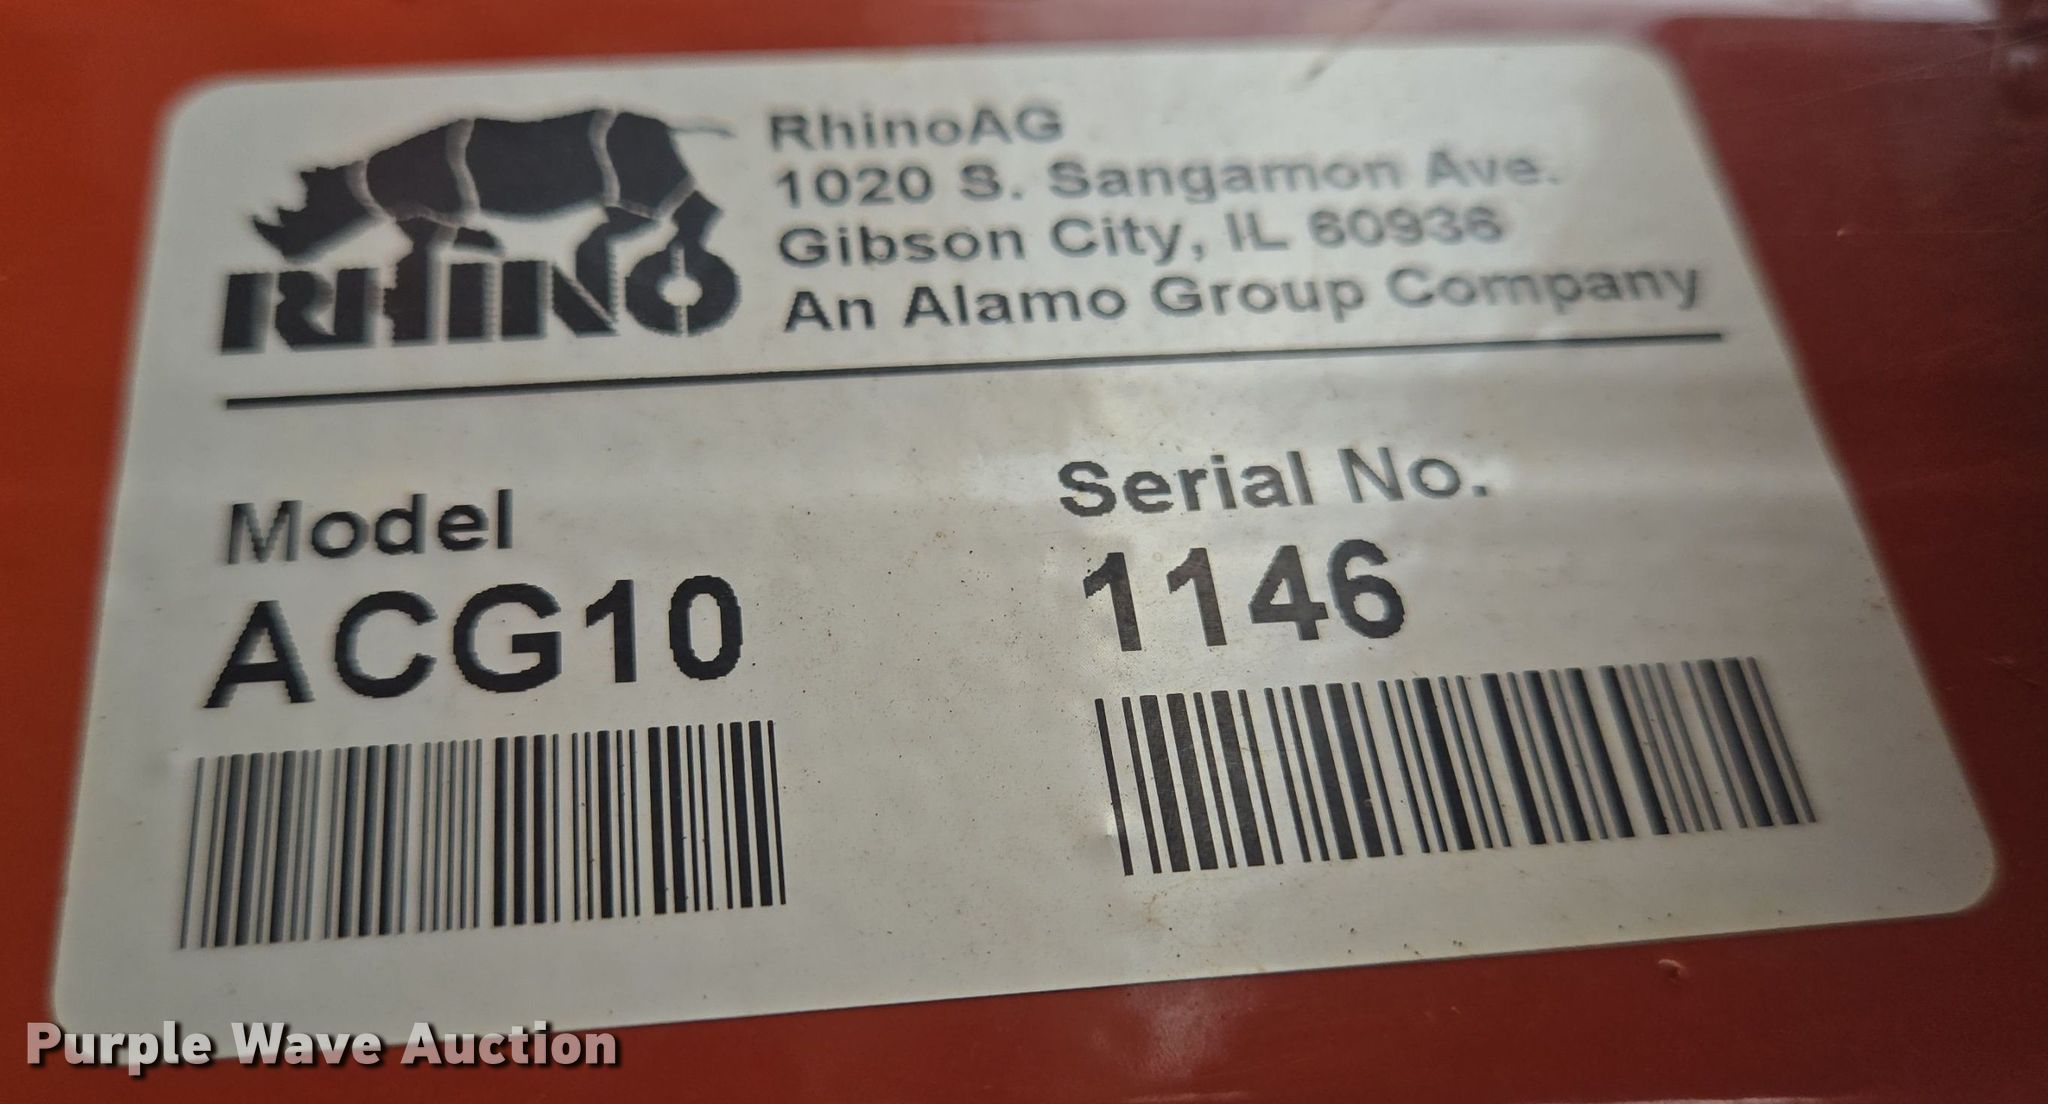 RHINO
RhinoAG
1020 S. Sangamon Ave.
Gibson City, IL 60936
An Alamo Group Company
Model
ACG10
Serial No.
1146
Purple Wave Auction